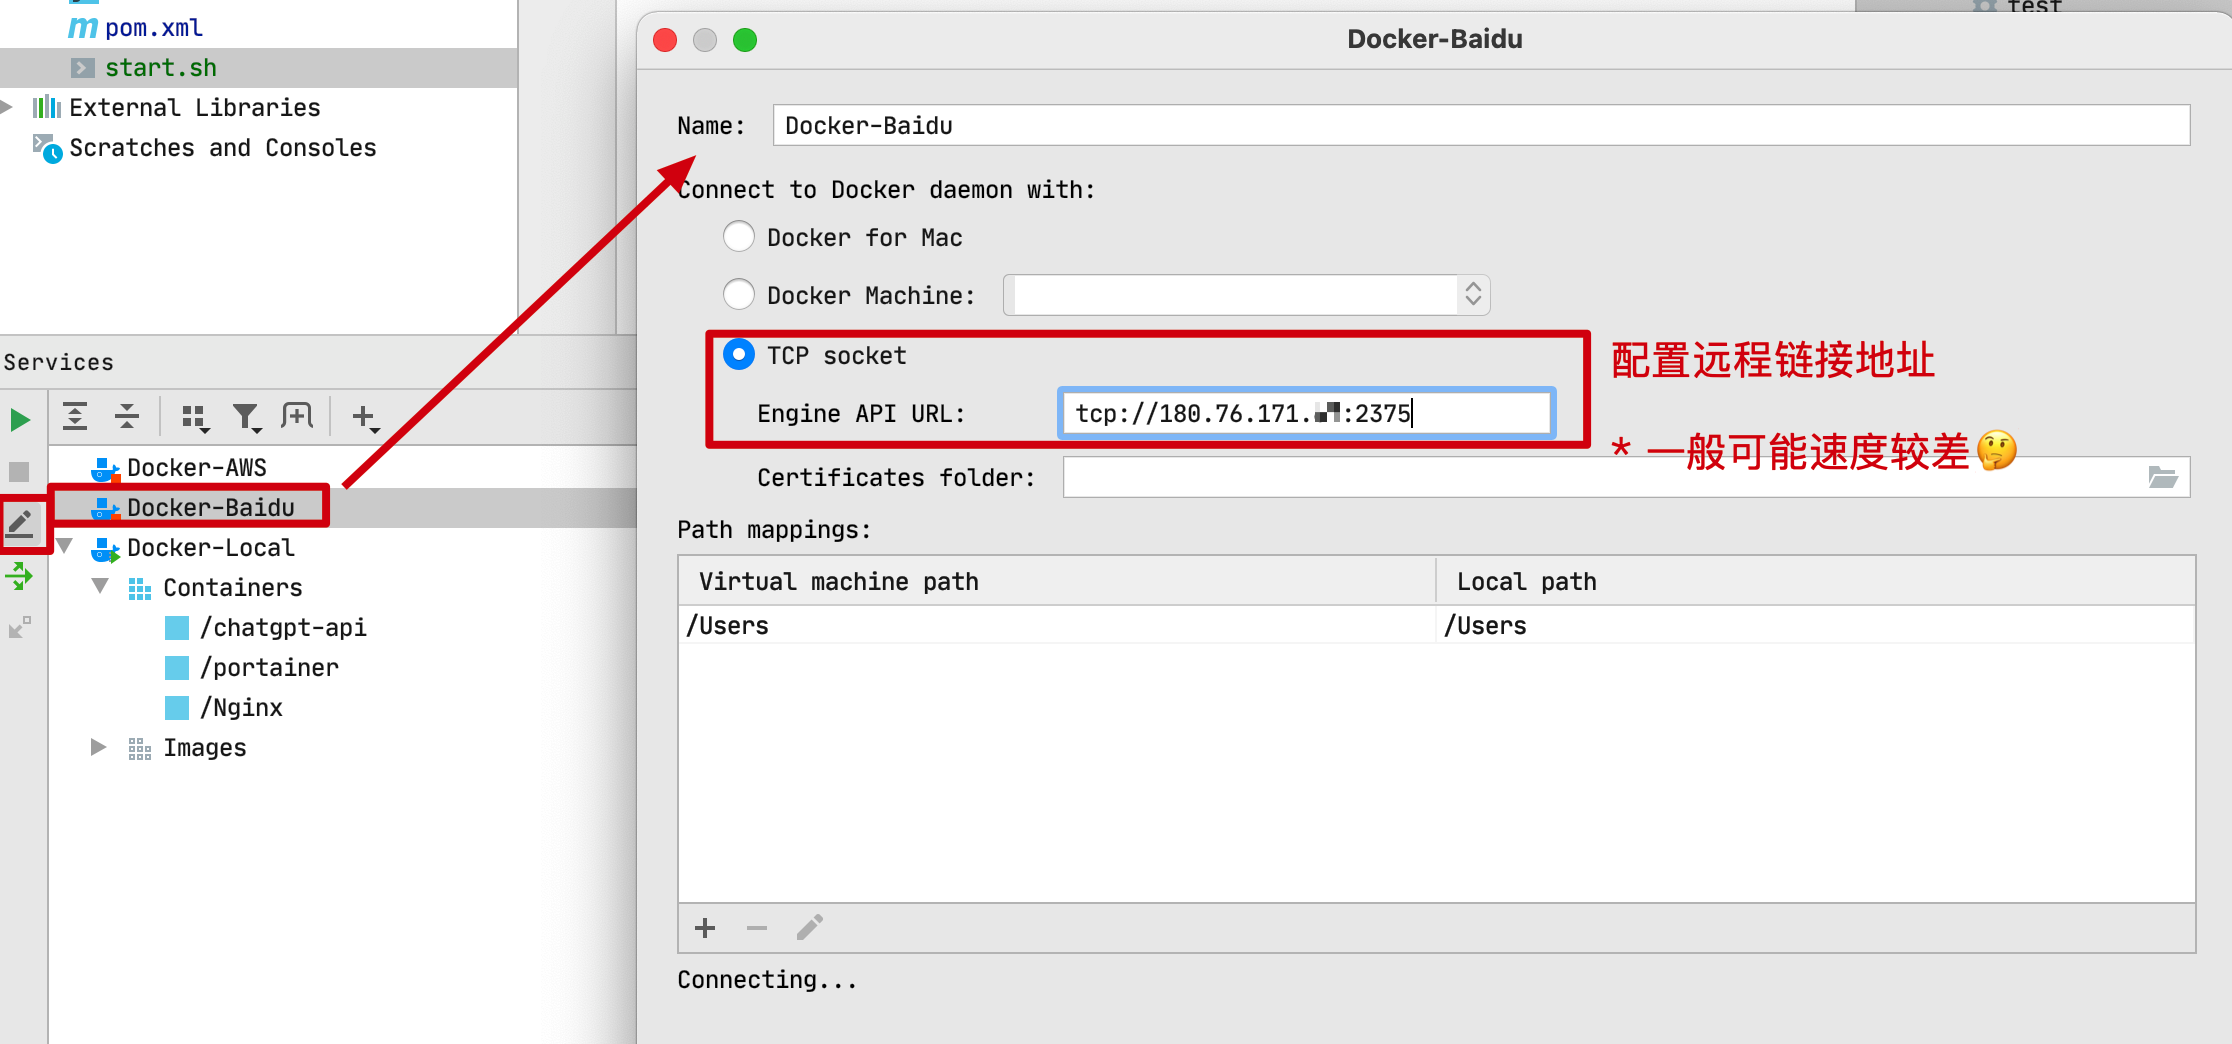 pom.xml
start.sh
External Libraries
Scratches and Consoles
Services
Docker-AWS
Docker-Baidu
Docker-Local
Containers
/chatgpt-api
/portainer
/Nginx
Images
test
Docker-Baidu
Name: Docker-Baidu
Connect to Docker daemon with:
Docker for Mac
Docker Machine:
TCP socket
配置远程链接地址
Engine API URL: tcp://180.76.171. :2375
* 一般可能速度较差🤔
Certificates folder:
Path mappings:
Virtual machine path Local path
/Users /Users
Connecting...